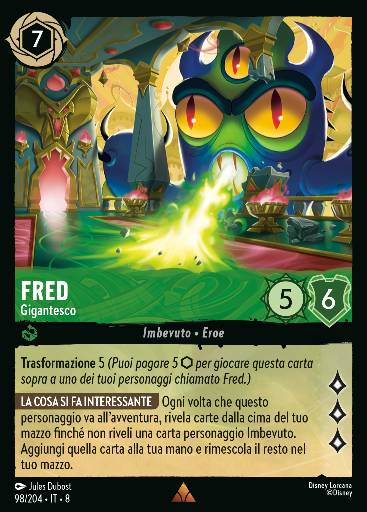 7
FRED
Gigantesco
5
6
Imbevuto • Eroe
Trasformazione 5 (Puoi pagare 5 per giocare questa carta
sopra a uno dei tuoi personaggi chiamato Fred.)
LA COSA SI FA INTERESSANTE Ogni volta che questo
personaggio va all'avventura, rivela carte dalla cima del tuo
mazzo finché non riveli una carta personaggio Imbevuto.
Aggiungi quella carta alla tua mano e rimescola il resto nel
tuo mazzo.
Jules Dubost
98/204 • IT • 8
Disney Lorcana
©Disney